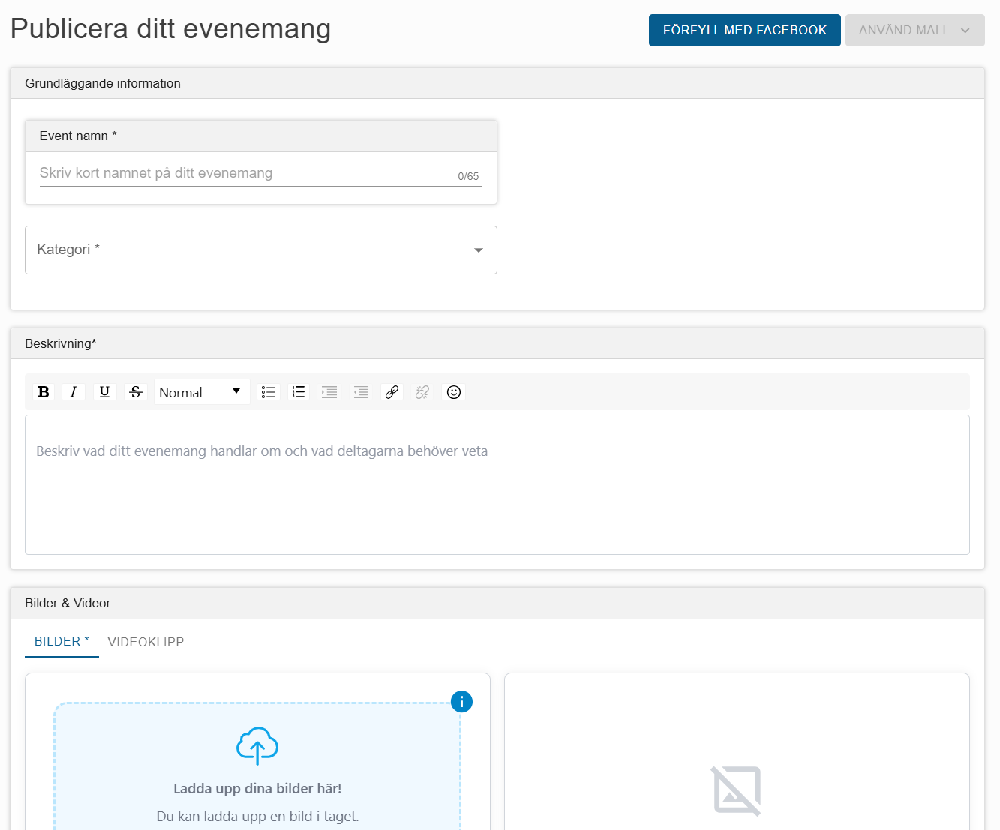 Publicera ditt evenemang
FÖRFYLL MED FACEBOOK
ANVÄND MALL
Grundläggande information
Event namn *
Skriv kort namnet på ditt evenemang
0/65
Kategori *
Beskrivning*
B I U S Normal
Beskriv vad ditt evenemang handlar om och vad deltagarna behöver veta
Bilder & Videor
BILDER * VIDEOKLIPP
Ladda upp dina bilder här!
Du kan ladda upp en bild i taget.